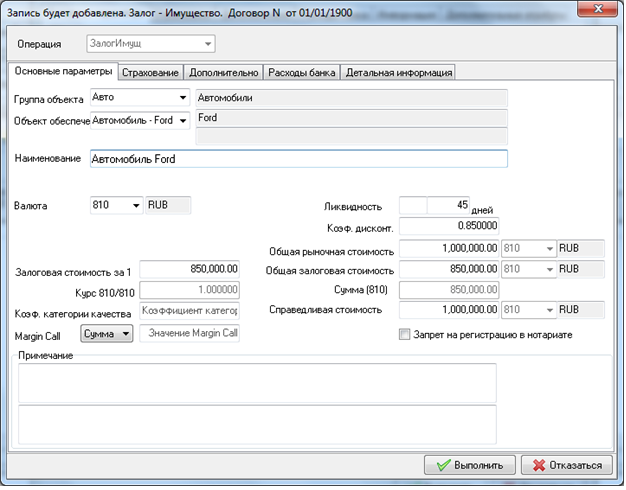 Запись будет добавлена. Залог - Имущество. Договор N от 01/01/1900
Операция ЗалогИмущ
Основные параметры Страхование Дополнительно Расходы банка Детальная информация
Группа объекта Авто Автомобили
Объект обеспече Автомобиль - Ford Ford
Наименование Автомобиль Ford
Валюта 810 RUB Ликвидность 45 дней
Коэф. дисконт. 0.850000
Общая рыночная стоимость 1,000,000.00 810 RUB
Залоговая стоимость за 1 850,000.00 Общая залоговая стоимость 850,000.00 810 RUB
Курс 810/810 1.000000 Сумма (810) 850,000.00
Коэф. категории качества Коэффициент категор Справедливая стоимость 1,000,000.00 810 RUB
Margin Call Сумма Значение Margin Call Запрет на регистрацию в нотариате
Примечание
Выполнить Отказаться